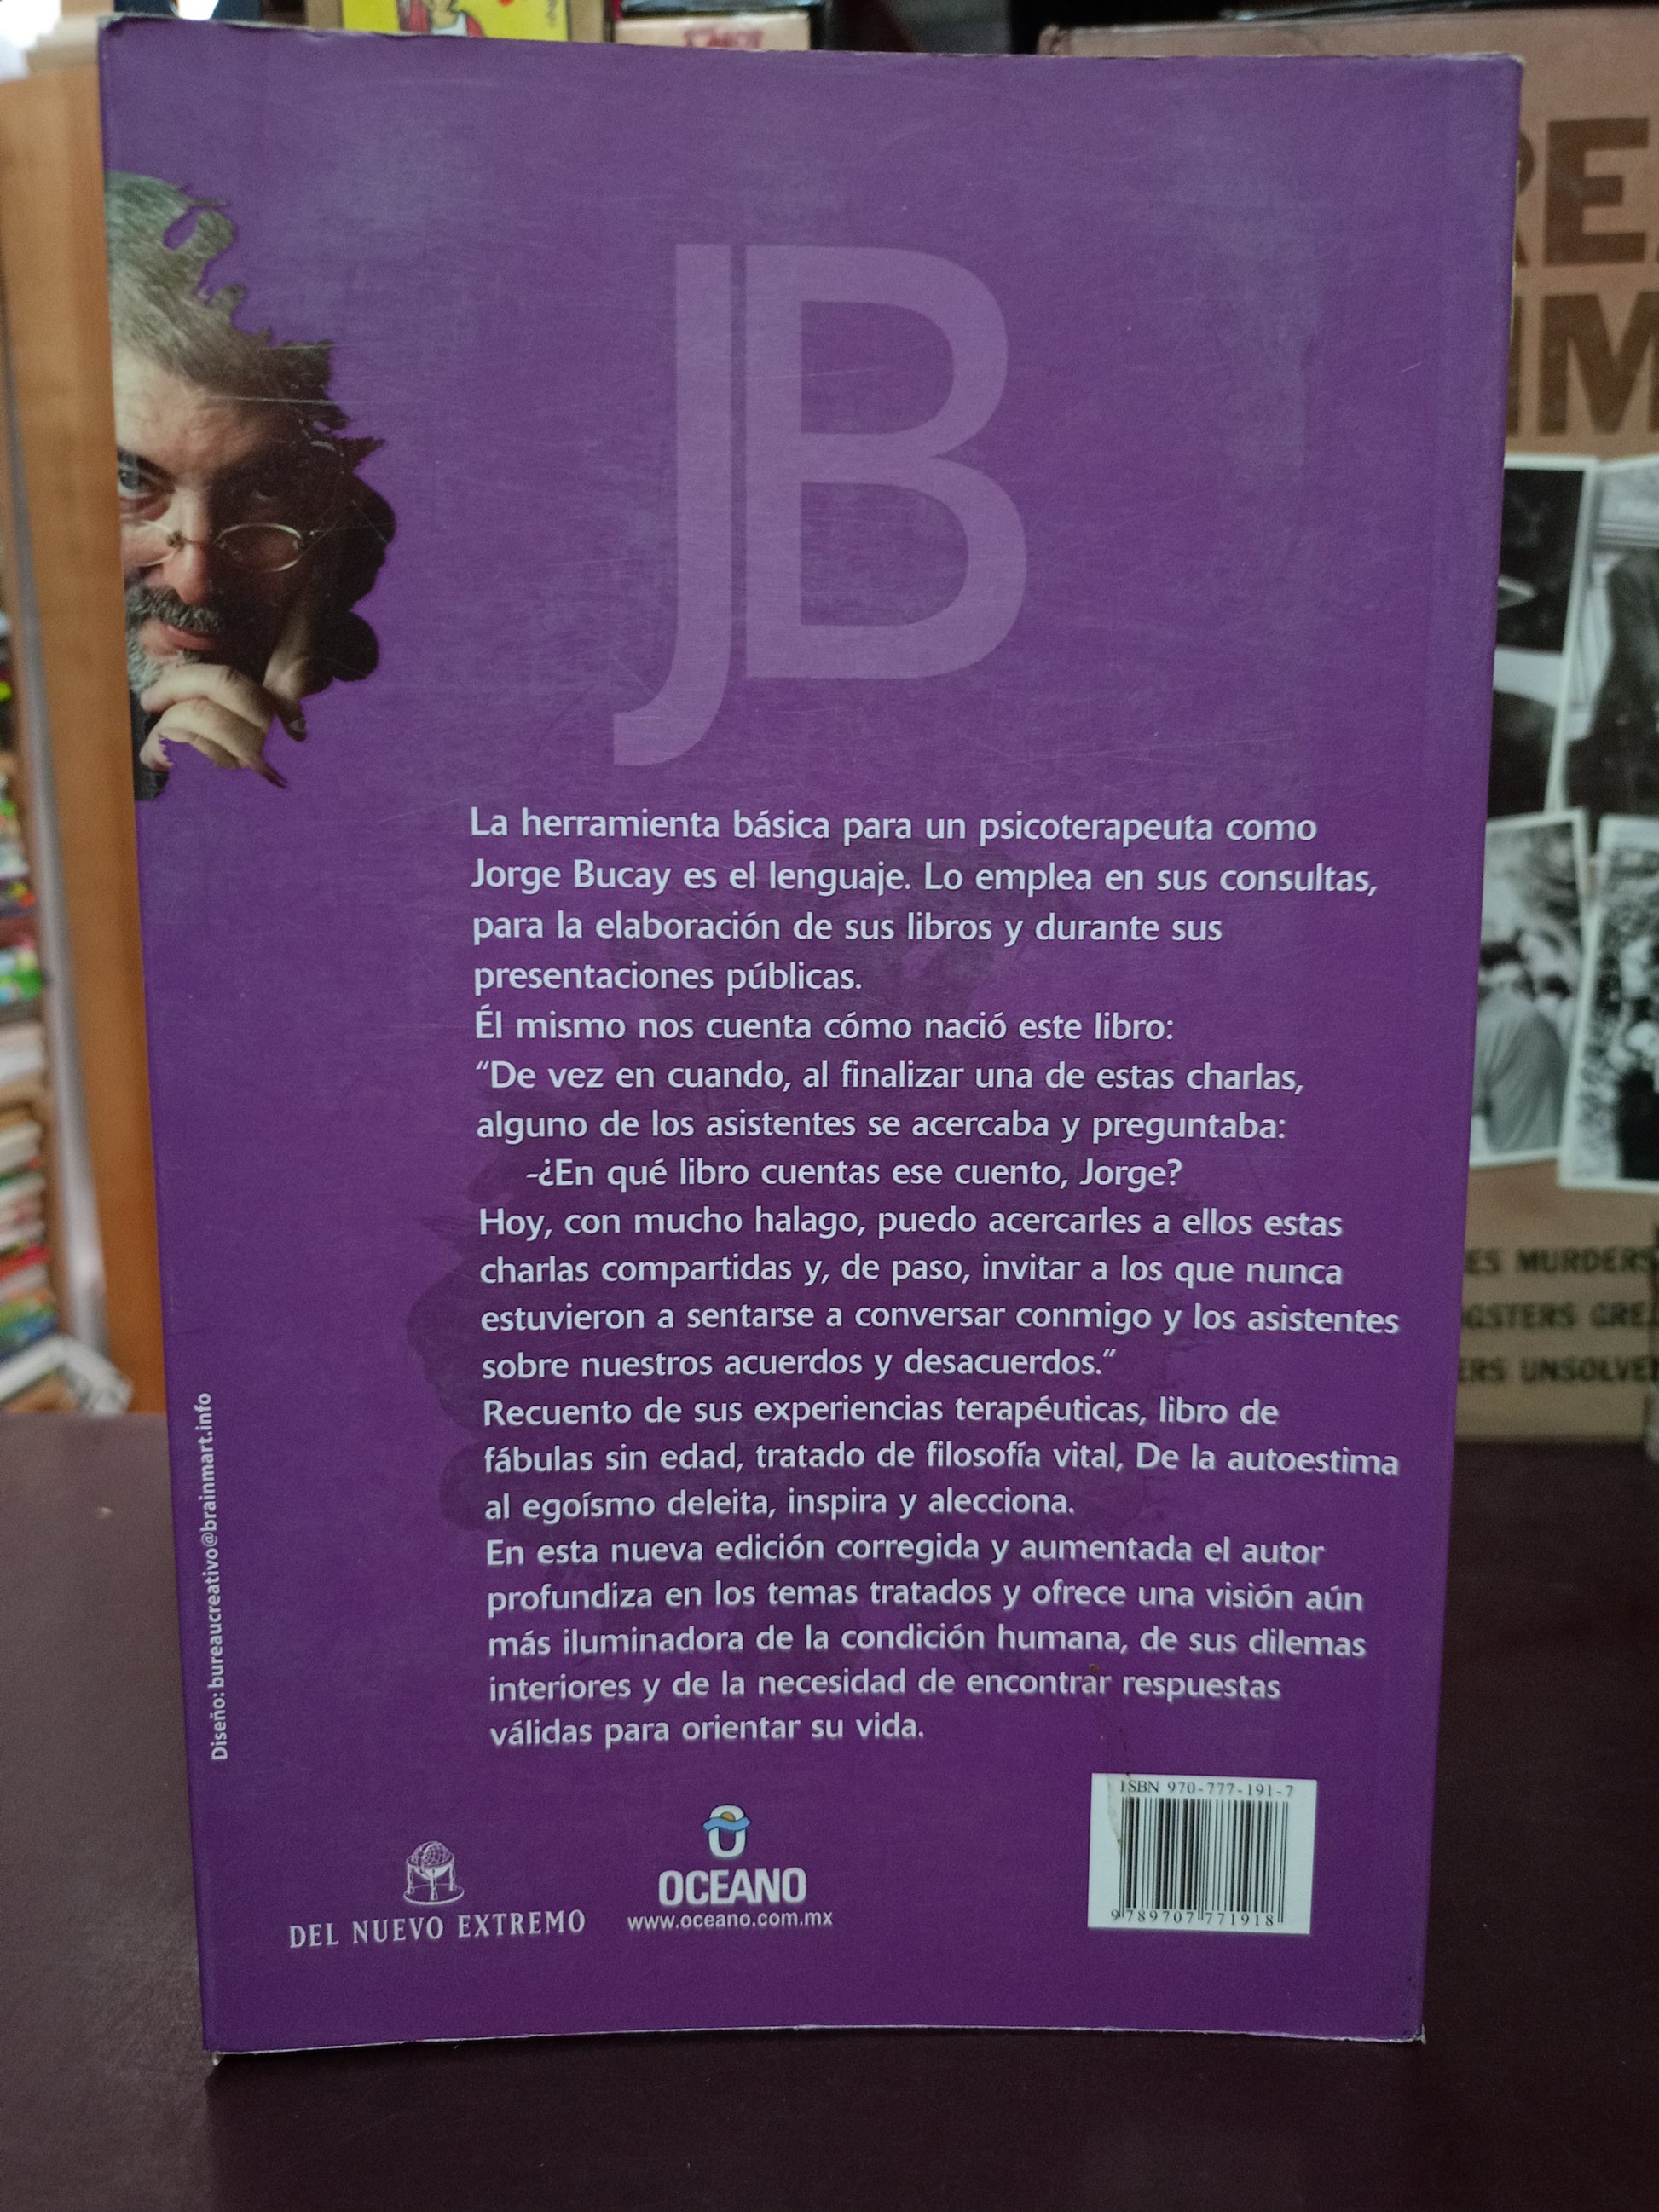 JB
La herramienta básica para un psicoterapeuta como
Jorge Bucay es el lenguaje. Lo emplea en sus consultas,
para la elaboración de sus libros y durante sus
presentaciones públicas.
Él mismo nos cuenta cómo nació este libro:
“De vez en cuando, al finalizar una de estas charlas,
alguno de los asistentes se acercaba y preguntaba:
-¿En qué libro cuentas ese cuento, Jorge?
Hoy, con mucho halago, puedo acercarles a ellos estas
charlas compartidas y, de paso, invitar a los que nunca
estuvieron a sentarse a conversar conmigo y los asistentes
sobre nuestros acuerdos y desacuerdos.”
Recuento de sus experiencias terapéuticas, libro de
fábulas sin edad, tratado de filosofía vital, De la autoestima
al egoísmo deleita, inspira y alecciona.
En esta nueva edición corregida y aumentada el autor
profundiza en los temas tratados y ofrece una visión aún
más iluminadora de la condición humana, de sus dilemas
interiores y de la necesidad de encontrar respuestas
válidas para orientar su vida.
Diseño: bureaucreativo@brainmart.info
DEL NUEVO EXTREMO
OCEANO
www.oceano.com.mx
ISBN 970-777-191-7
9 789707 771918
MURDERS
UNSOLVE